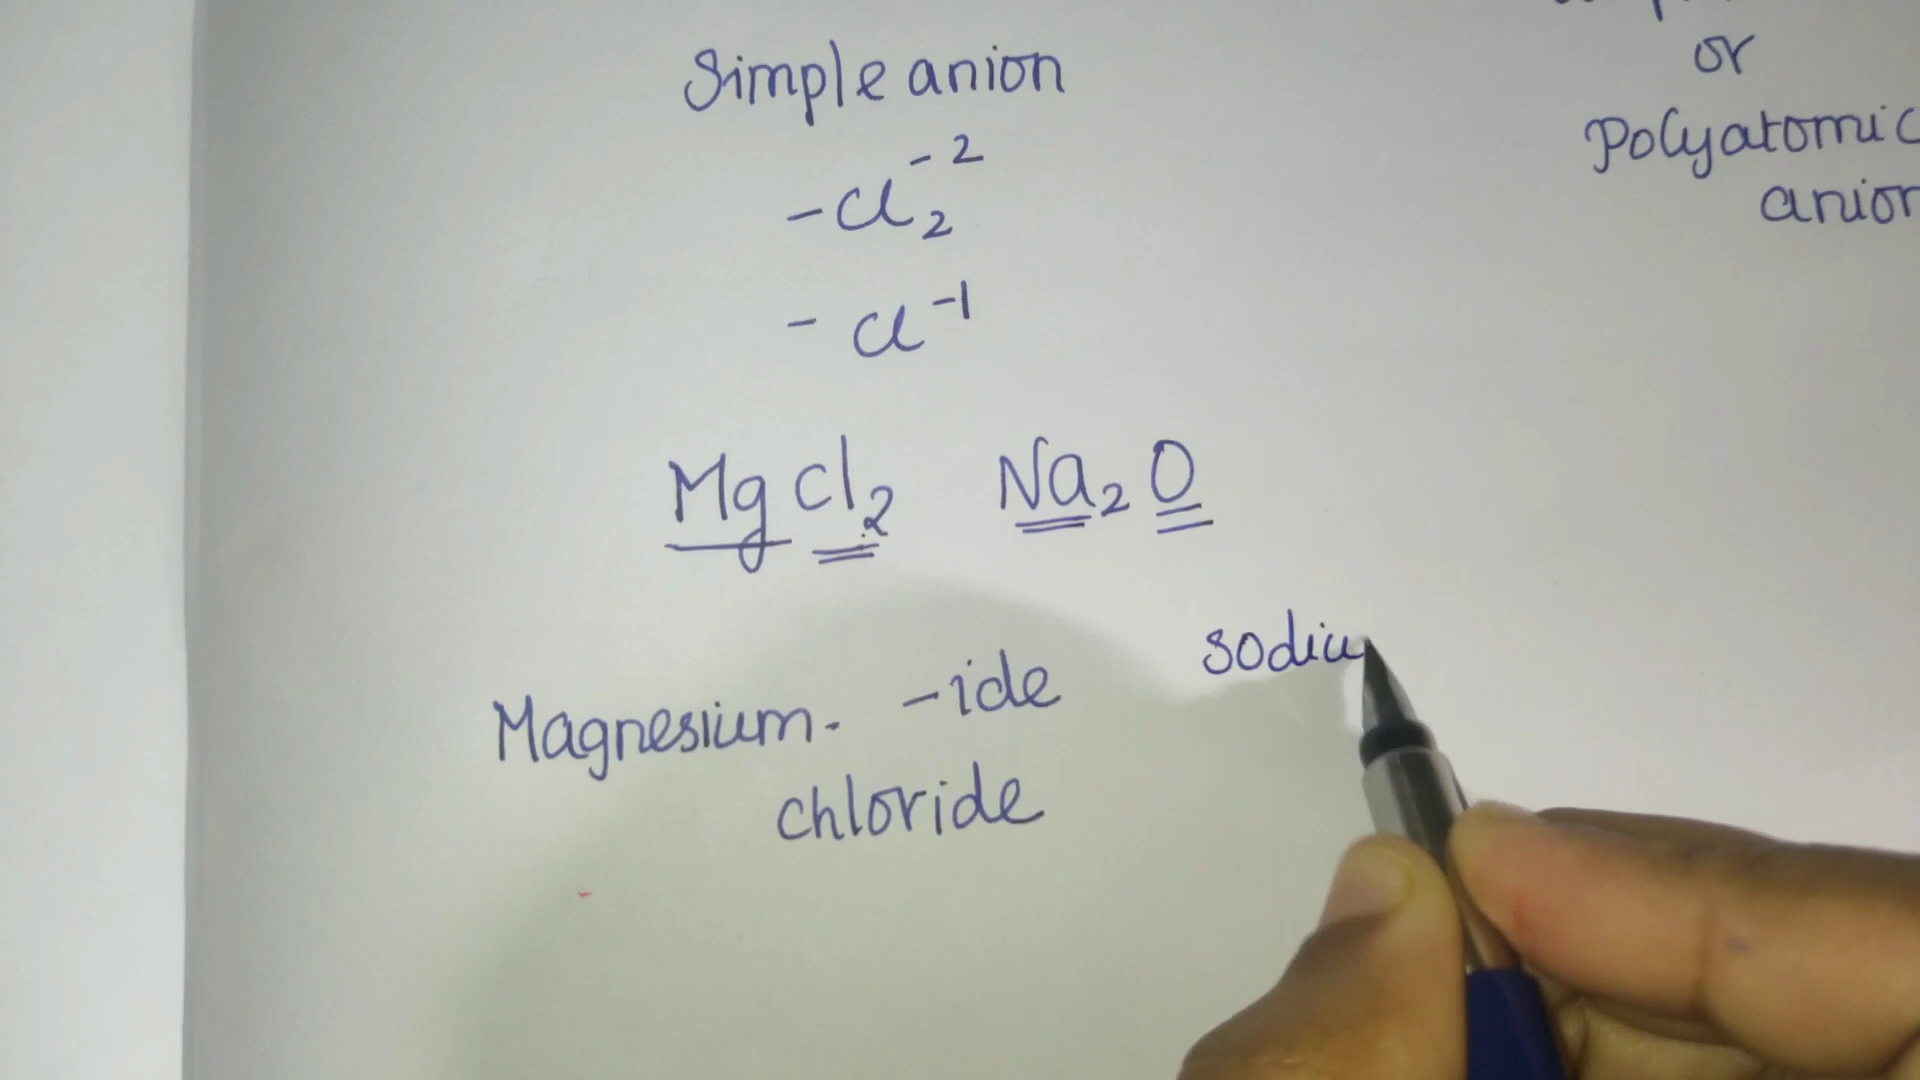 Simple anion
- Cl₂⁻²
- Cl⁻¹
MgCl₂ Na₂O
Magnesium. -ide
chloride
sodiu
or
Polyatomic
anion